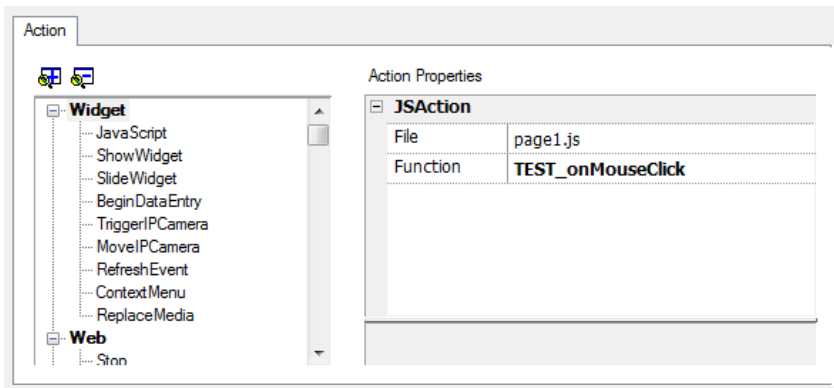 Action
Action Properties
Widget
JavaScript
ShowWidget
SlideWidget
BeginDataEntry
TriggerIPCamera
MoveIPCamera
RefreshEvent
ContextMenu
ReplaceMedia
Web
Stop
JSAction
File page1.js
Function TEST_onMouseClick